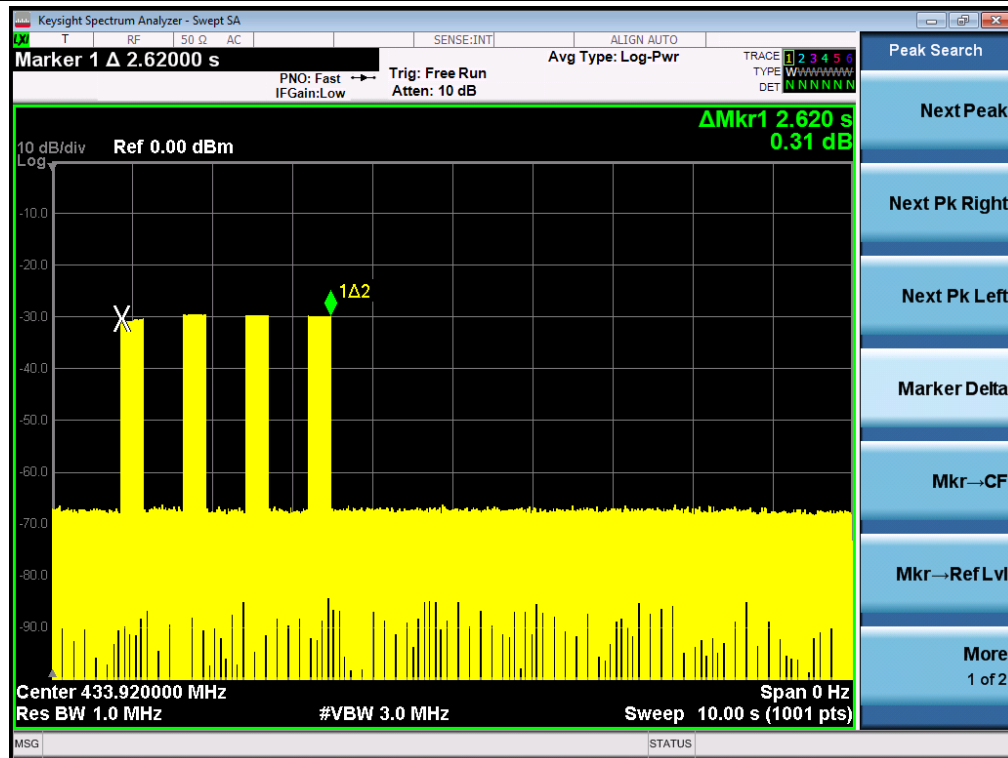 Keysight Spectrum Analyzer - Swept SA
LXI T RF 50 Ω AC SENSE:INT ALIGN AUTO
Marker 1 Δ 2.62000 s
PNO: Fast
IFGain:Low
Trig: Free Run
Atten: 10 dB
Avg Type: Log-Pwr
TRACE 1 2 3 4 5 6
TYPE WWWWWW
DET N N N N N N
ΔMkr1 2.620 s
0.31 dB
10 dB/div Ref 0.00 dBm
Log
-10.0
-20.0
-30.0
-40.0
-50.0
-60.0
-70.0
-80.0
-90.0
X
1Δ2
Center 433.920000 MHz Span 0 Hz
Res BW 1.0 MHz #VBW 3.0 MHz Sweep 10.00 s (1001 pts)
MSG STATUS
Peak Search
Next Peak
Next Pk Right
Next Pk Left
Marker Delta
Mkr→CF
Mkr→Ref Lvl
More
1 of 2